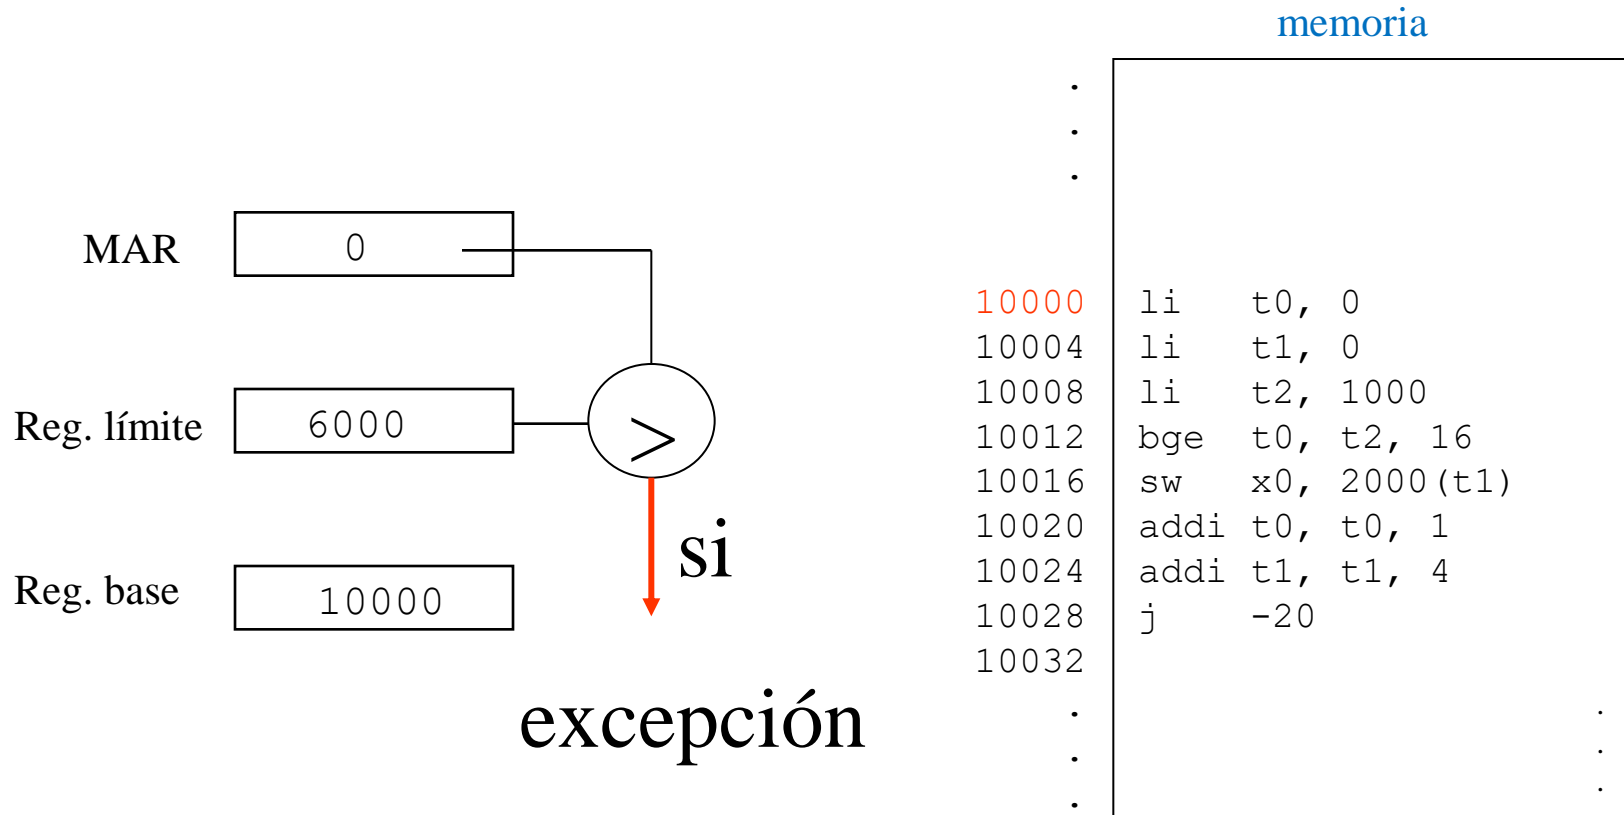 memoria
.
.
.
MAR 0
10000 li t0, 0
10004 li t1, 0
Reg. límite 6000
>
10008 li t2, 1000
10012 bge t0, t2, 16
10016 sw x0, 2000(t1)
si
10020 addi t0, t0, 1
Reg. base 10000
10024 addi t1, t1, 4
10028 j -20
10032
excepción
. .
. .
. .